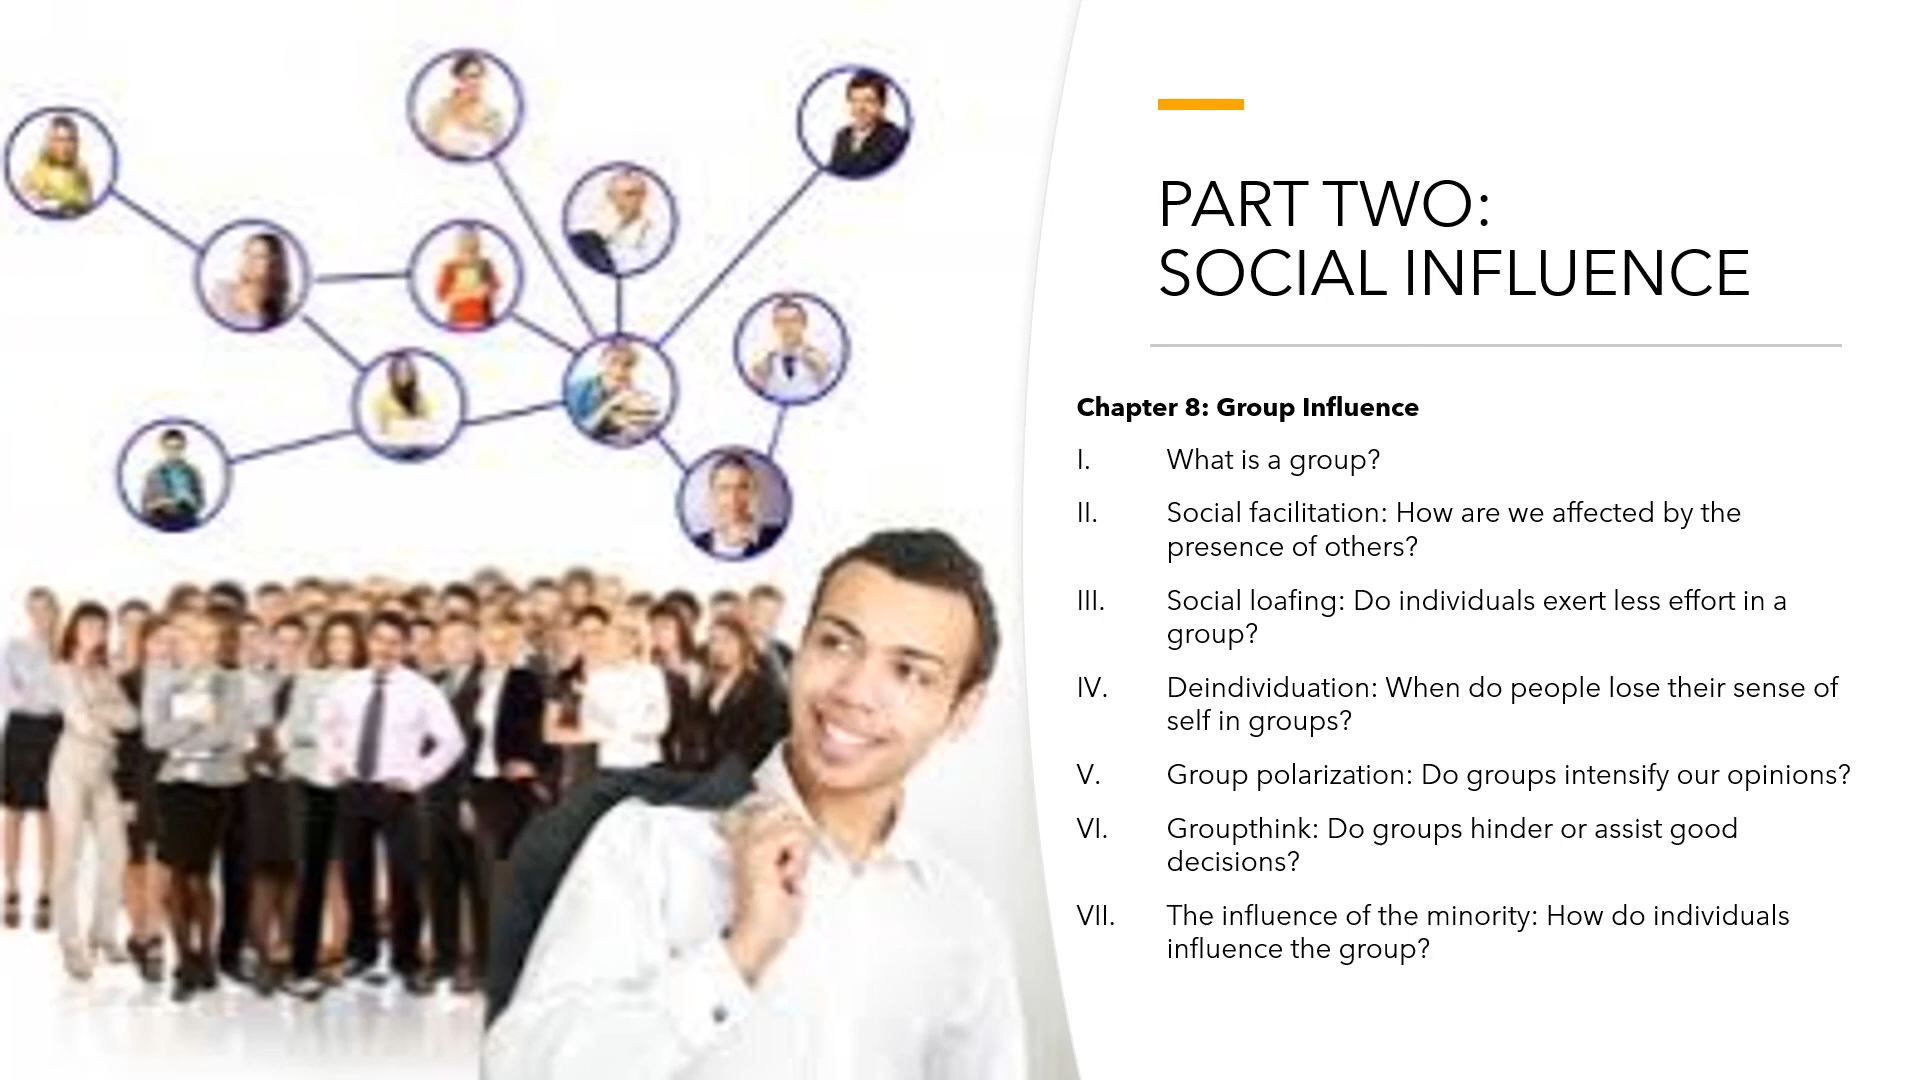 PART TWO:
SOCIAL INFLUENCE
Chapter 8: Group Influence
I. What is a group?
II. Social facilitation: How are we affected by the
presence of others?
III. Social loafing: Do individuals exert less effort in a
group?
IV. Deindividuation: When do people lose their sense of
self in groups?
V. Group polarization: Do groups intensify our opinions?
VI. Groupthink: Do groups hinder or assist good
decisions?
VII. The influence of the minority: How do individuals
influence the group?